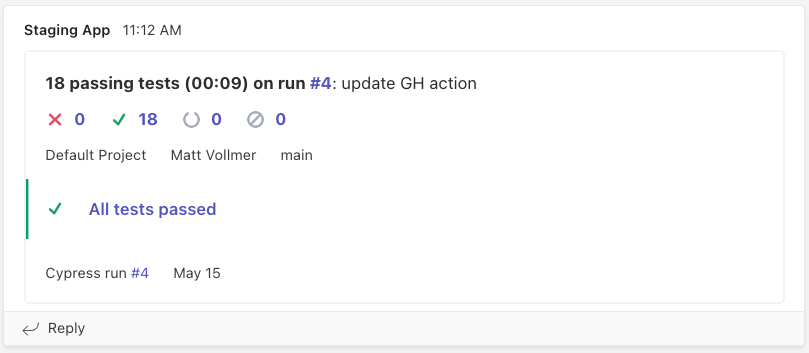 Staging App 11:12 AM
18 passing tests (00:09) on run #4: update GH action
0 18 0 0
Default Project Matt Vollmer main
All tests passed
Cypress run #4 May 15
Reply